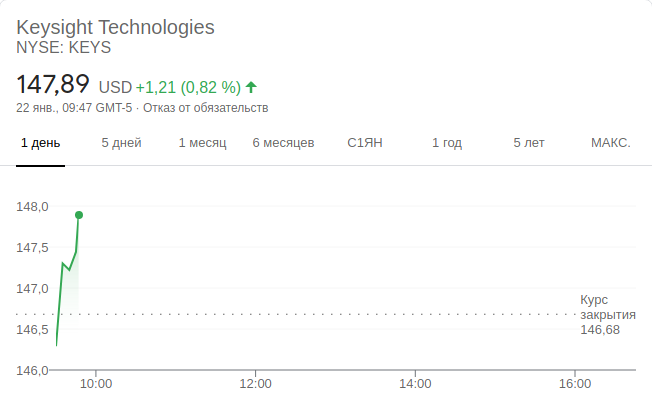 Keysight Technologies
NYSE: KEYS
147,89 USD +1,21 (0,82 %)
22 янв., 09:47 GMT-5 · Отказ от обязательств
1 день 5 дней 1 месяц 6 месяцев С1ЯН 1 год 5 лет МАКС.
148,0
147,5
147,0
Курс
закрытия
146,68
146,5
146,0
10:00 12:00 14:00 16:00